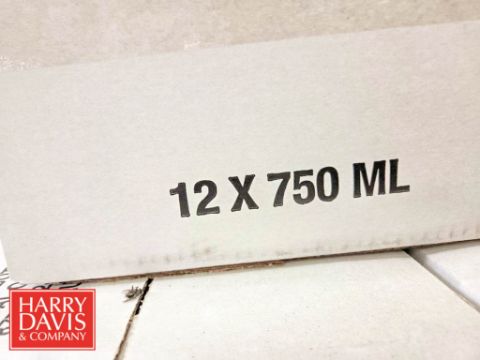 12 X 750 ML
HARRY
DAVIS
& COMPANY